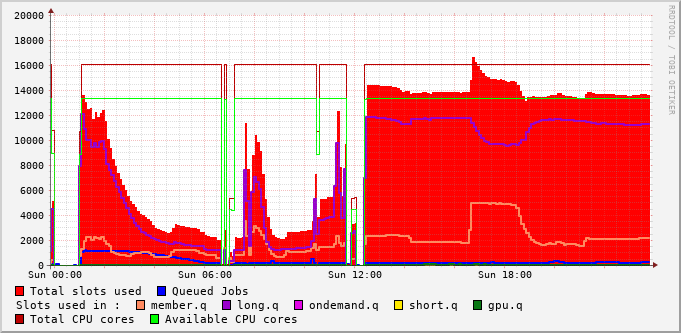 20000
18000
16000
14000
12000
10000
8000
6000
4000
2000
0
Sun 00:00 Sun 06:00 Sun 12:00 Sun 18:00
RRDTOOL / TOBI OETIKER
Total slots used Queued Jobs
Slots used in : member.q long.q ondemand.q short.q gpu.q
Total CPU cores Available CPU cores